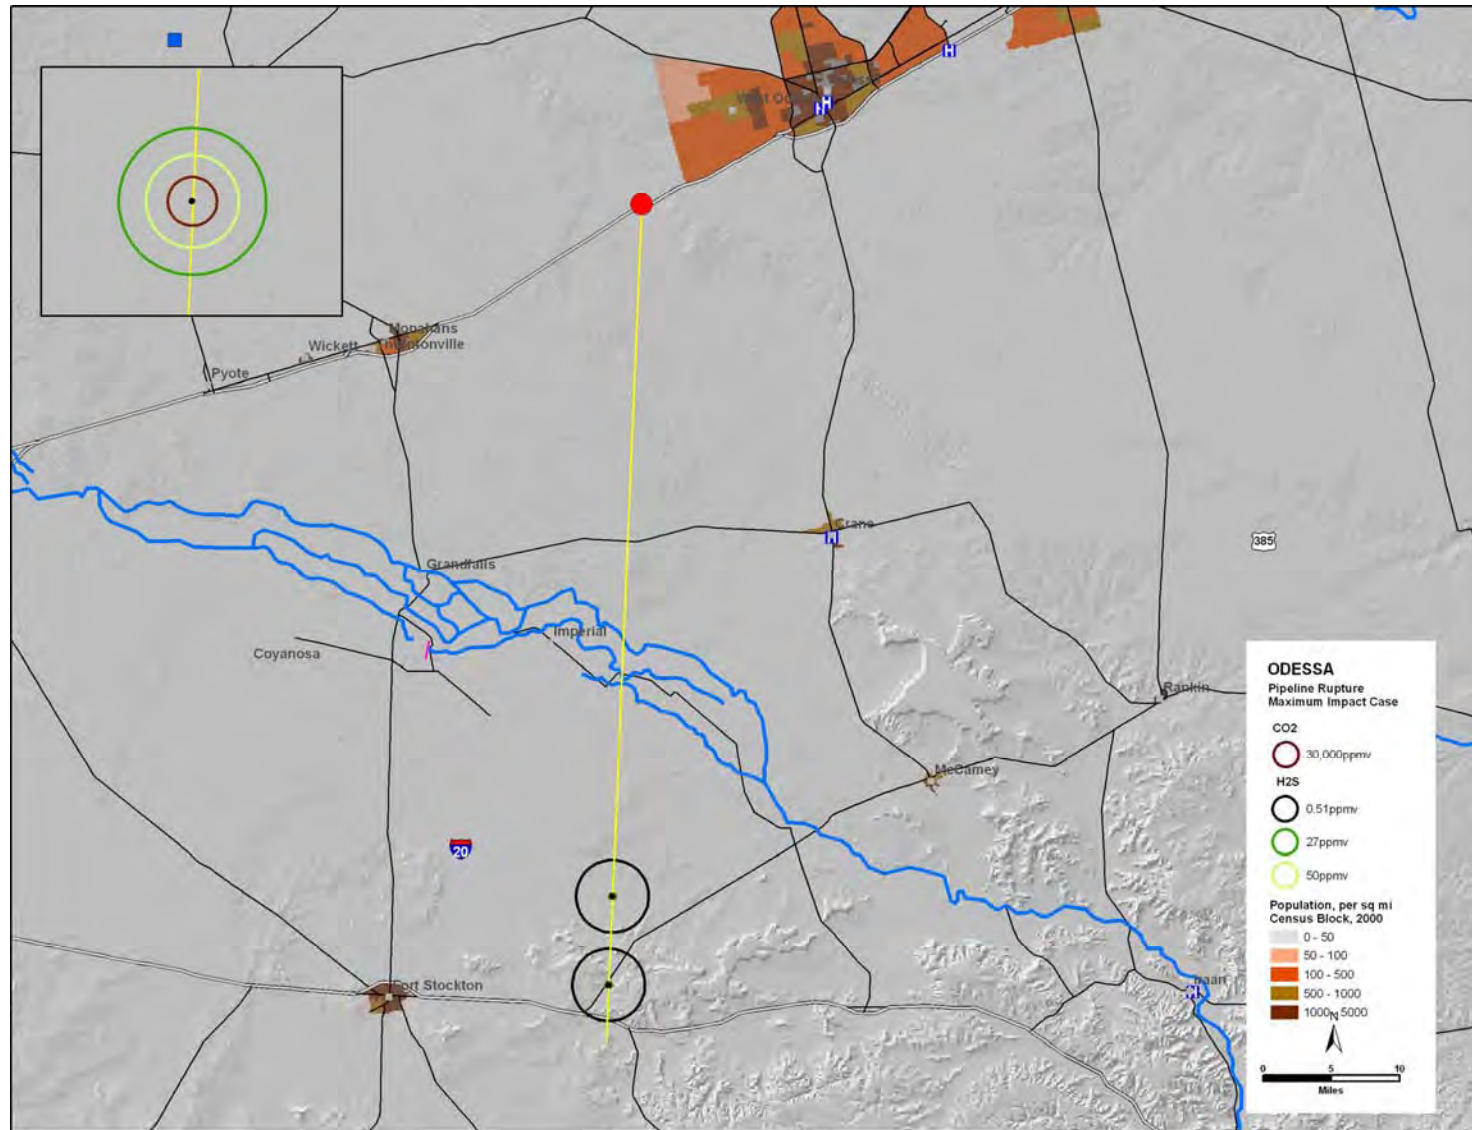 H
H
H
Monahans
Wickett
Thorntonville
Pyote
Crane
H
385
Grandfalls
Imperial
Coyanosa
Rankin
McCamey
20
Fort Stockton
H
ODESSA
Pipeline Rupture
Maximum Impact Case
CO2
30,000ppmv
H2S
0.51ppmv
27ppmv
50ppmv
Population, per sq mi
Census Block, 2000
0 - 50
50 - 100
100 - 500
500 - 1000
1000 - 5000
N
0 5 10
Miles